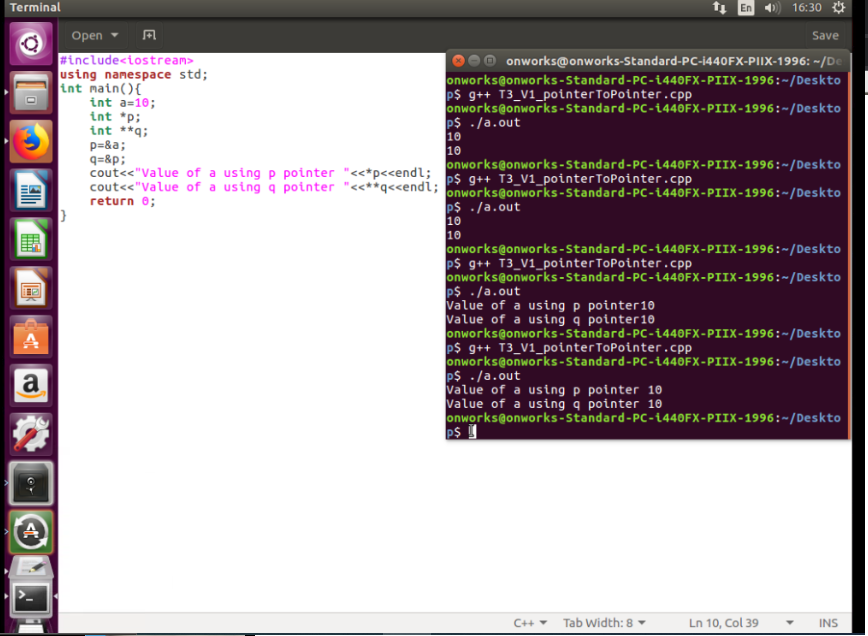 Terminal
En
16:30
Open
Save
#include<iostream>
using namespace std;
int main(){
    int a=10;
    int *p;
    int **q;
    p=&a;
    q=&p;
    cout<<"Value of a using p pointer "<<*p<<endl;
    cout<<"Value of a using q pointer "<<**q<<endl;
    return 0;
}
onworks@onworks-Standard-PC-i440FX-PIIX-1996: ~/De
onworks@onworks-Standard-PC-i440FX-PIIX-1996:~/Deskto
p$ g++ T3_V1_pointerToPointer.cpp
onworks@onworks-Standard-PC-i440FX-PIIX-1996:~/Deskto
p$ ./a.out
10
10
onworks@onworks-Standard-PC-i440FX-PIIX-1996:~/Deskto
p$ g++ T3_V1_pointerToPointer.cpp
onworks@onworks-Standard-PC-i440FX-PIIX-1996:~/Deskto
p$ ./a.out
10
10
onworks@onworks-Standard-PC-i440FX-PIIX-1996:~/Deskto
p$ g++ T3_V1_pointerToPointer.cpp
onworks@onworks-Standard-PC-i440FX-PIIX-1996:~/Deskto
p$ ./a.out
Value of a using p pointer10
Value of a using q pointer10
onworks@onworks-Standard-PC-i440FX-PIIX-1996:~/Deskto
p$ g++ T3_V1_pointerToPointer.cpp
onworks@onworks-Standard-PC-i440FX-PIIX-1996:~/Deskto
p$ ./a.out
Value of a using p pointer 10
Value of a using q pointer 10
onworks@onworks-Standard-PC-i440FX-PIIX-1996:~/Deskto
p$
a
C++
Tab Width: 8
Ln 10, Col 39
INS